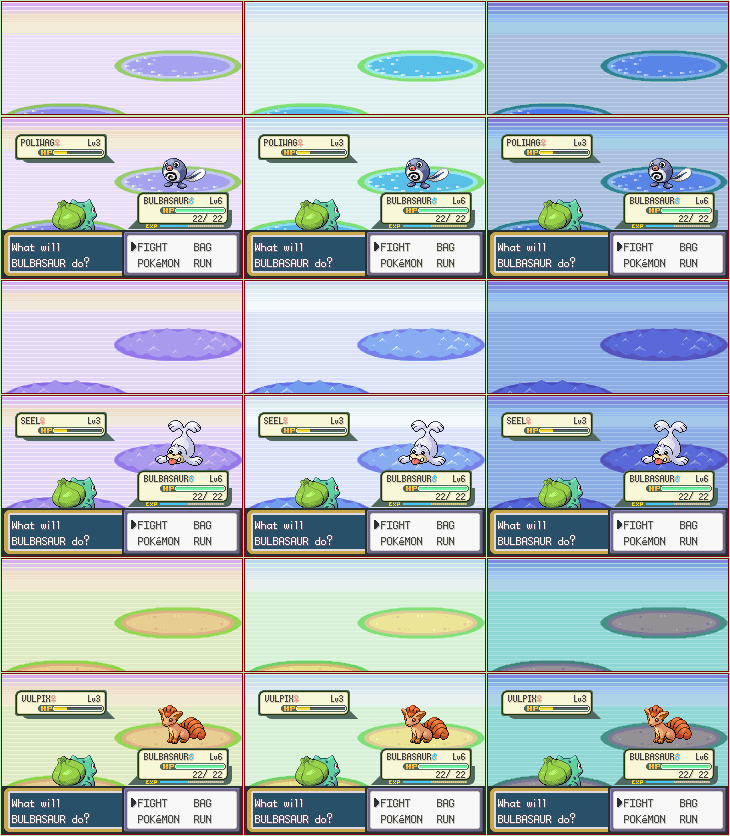 POLIWAG♀ Lv3
HP
BULBASAUR♂ Lv6
HP
22/ 22
EXP
What will
BULBASAUR do?
▶FIGHT BAG
POKéMON RUN
POLIWAG♀ Lv3
HP
BULBASAUR♂ Lv6
HP
22/ 22
EXP
What will
BULBASAUR do?
▶FIGHT BAG
POKéMON RUN
POLIWAG♀ Lv3
HP
BULBASAUR♂ Lv6
HP
22/ 22
EXP
What will
BULBASAUR do?
▶FIGHT BAG
POKéMON RUN
SEEL♀ Lv3
HP
BULBASAUR♂ Lv6
HP
22/ 22
EXP
What will
BULBASAUR do?
▶FIGHT BAG
POKéMON RUN
SEEL♀ Lv3
HP
BULBASAUR♂ Lv6
HP
22/ 22
EXP
What will
BULBASAUR do?
▶FIGHT BAG
POKéMON RUN
SEEL♀ Lv3
HP
BULBASAUR♂ Lv6
HP
22/ 22
EXP
What will
BULBASAUR do?
▶FIGHT BAG
POKéMON RUN
VULPIX♀ Lv3
HP
BULBASAUR♂ Lv6
HP
22/ 22
EXP
What will
BULBASAUR do?
▶FIGHT BAG
POKéMON RUN
VULPIX♀ Lv3
HP
BULBASAUR♂ Lv6
HP
22/ 22
EXP
What will
BULBASAUR do?
▶FIGHT BAG
POKéMON RUN
VULPIX♀ Lv3
HP
BULBASAUR♂ Lv6
HP
22/ 22
EXP
What will
BULBASAUR do?
▶FIGHT BAG
POKéMON RUN